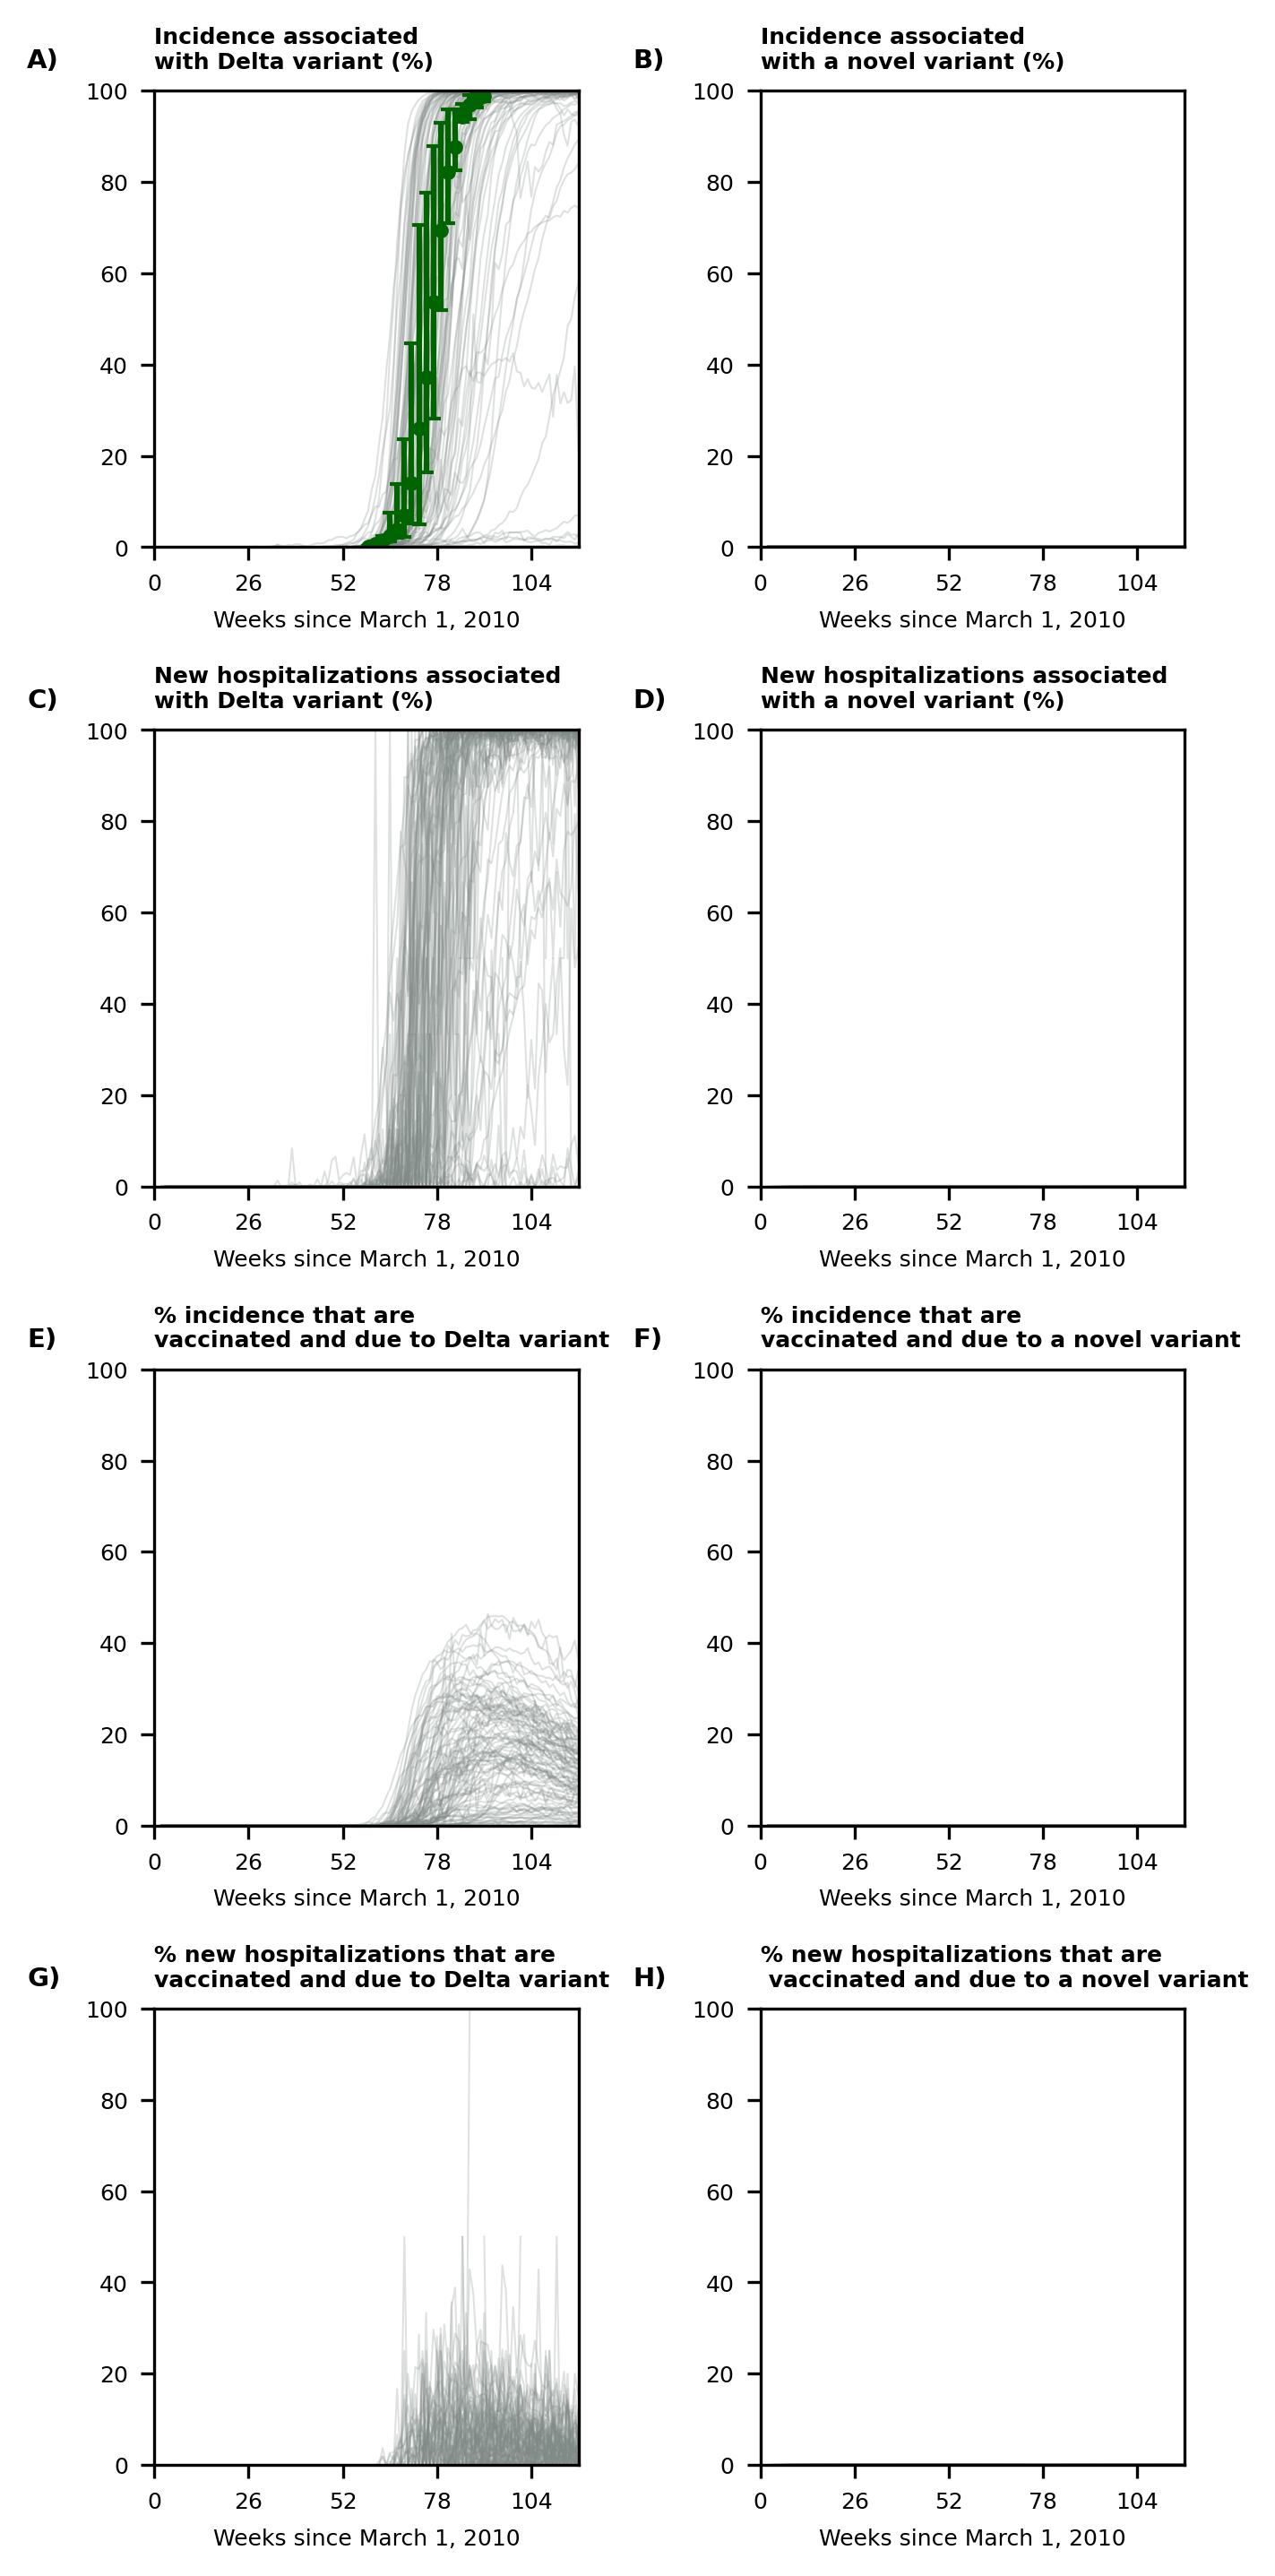 A)
Incidence associated
with Delta variant (%)
100
80
60
40
20
0
0 26 52 78 104
Weeks since March 1, 2010
B)
Incidence associated
with a novel variant (%)
100
80
60
40
20
0
0 26 52 78 104
Weeks since March 1, 2010
C)
New hospitalizations associated
with Delta variant (%)
100
80
60
40
20
0
0 26 52 78 104
Weeks since March 1, 2010
D)
New hospitalizations associated
with a novel variant (%)
100
80
60
40
20
0
0 26 52 78 104
Weeks since March 1, 2010
E)
% incidence that are
vaccinated and due to Delta variant
100
80
60
40
20
0
0 26 52 78 104
Weeks since March 1, 2010
F)
% incidence that are
vaccinated and due to a novel variant
100
80
60
40
20
0
0 26 52 78 104
Weeks since March 1, 2010
G)
% new hospitalizations that are
vaccinated and due to Delta variant
100
80
60
40
20
0
0 26 52 78 104
Weeks since March 1, 2010
H)
% new hospitalizations that are
vaccinated and due to a novel variant
100
80
60
40
20
0
0 26 52 78 104
Weeks since March 1, 2010